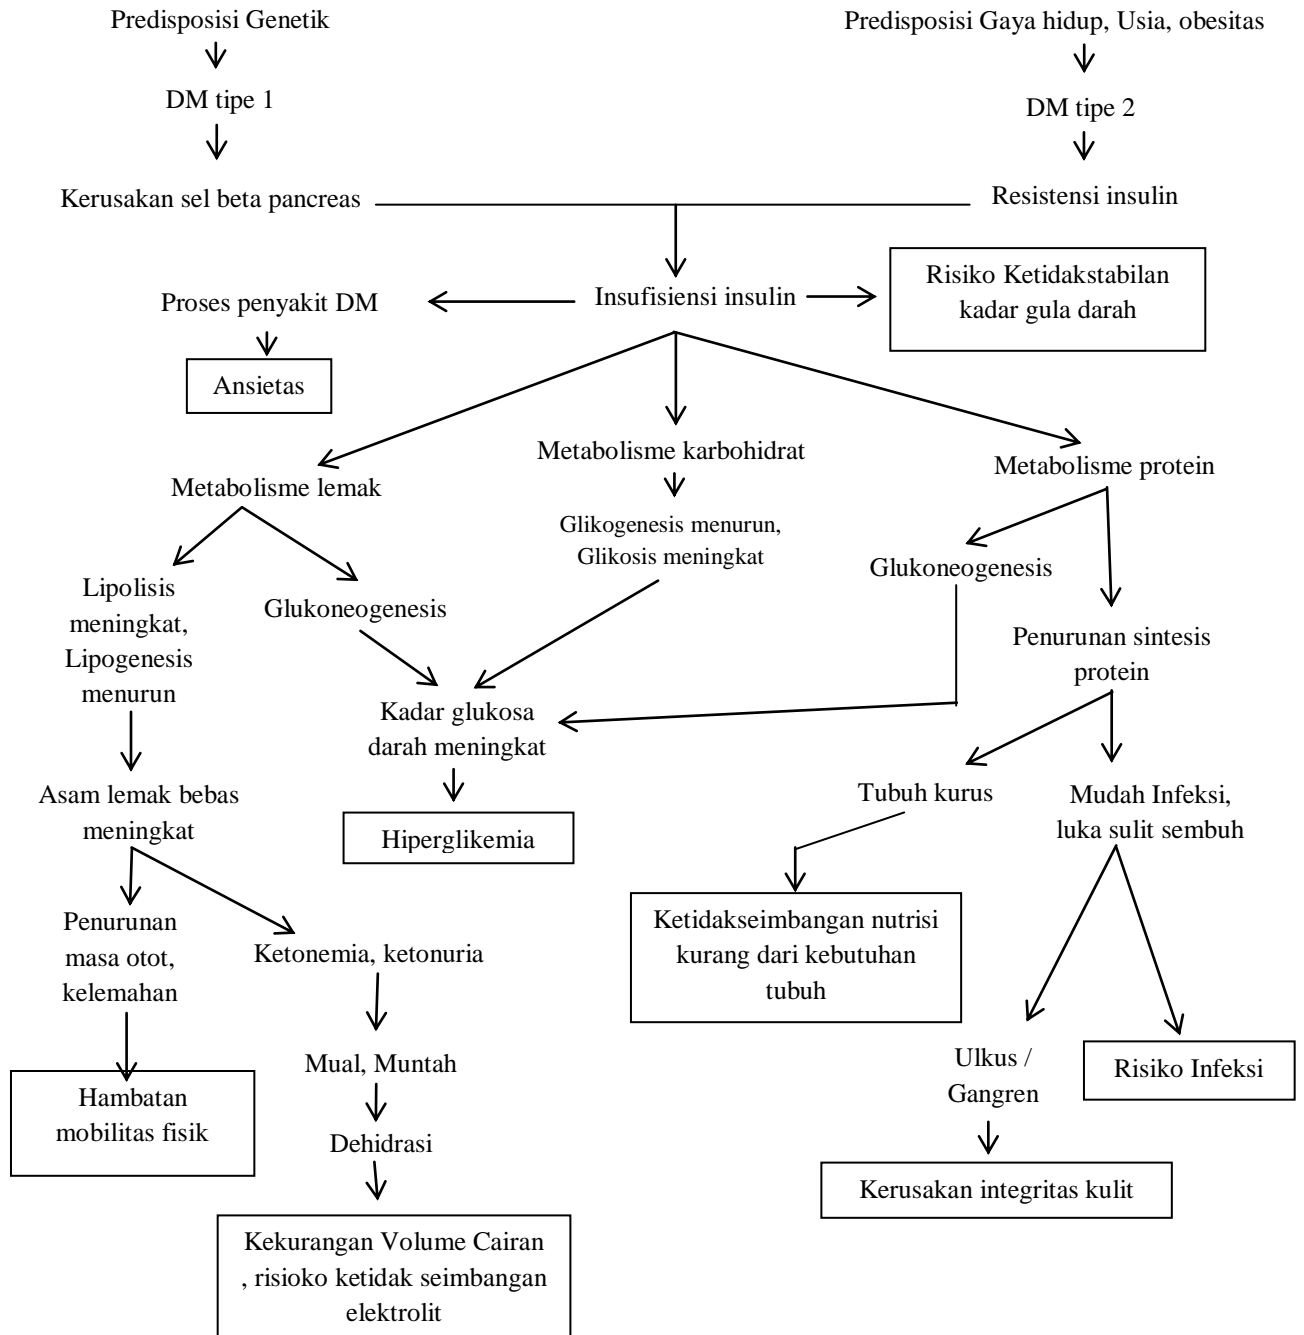 Predisposisi Genetik
Predisposisi Gaya hidup, Usia, obesitas
DM tipe 1
DM tipe 2
Kerusakan sel beta pancreas
Resistensi insulin
Proses penyakit DM
Insufisiensi insulin
Risiko Ketidakstabilan
kadar gula darah
Ansietas
Metabolisme lemak
Metabolisme karbohidrat
Metabolisme protein
Glikogenesis menurun,
Glikosis meningkat
Lipolisis
meningkat,
Lipogenesis
menurun
Glukoneogenesis
Glukoneogenesis
Penurunan sintesis
protein
Kadar glukosa
darah meningkat
Asam lemak bebas
meningkat
Hiperglikemia
Tubuh kurus
Mudah Infeksi,
luka sulit sembuh
Penurunan
masa otot,
kelemahan
Ketonemia, ketonuria
Ketidakseimbangan nutrisi
kurang dari kebutuhan
tubuh
Mual, Muntah
Ulkus /
Gangren
Risiko Infeksi
Hambatan
mobilitas fisik
Dehidrasi
Kerusakan integritas kulit
Kekurangan Volume Cairan
, risioko ketidak seimbangan
elektrolit